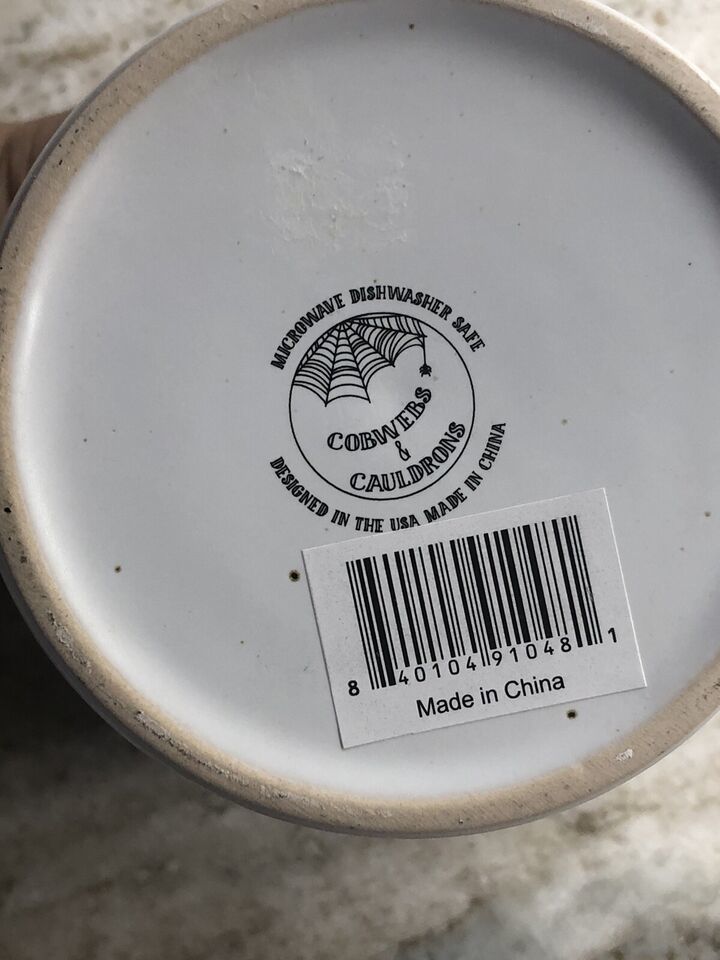 MICROWAVE DISHWASHER SAFE
COBWEBS
&
CAULDRONS
DESIGNED IN THE USA MADE IN CHINA
8 40104 91048 1
Made in China